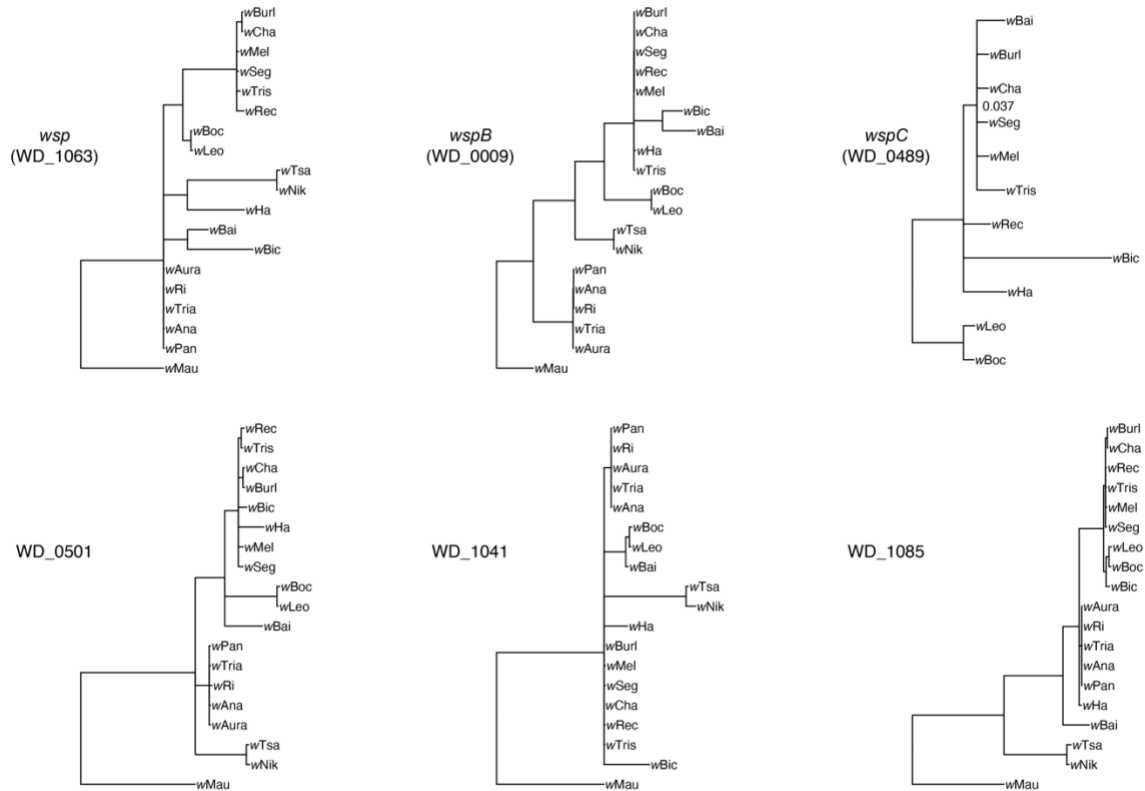 wsp
(WD_1063)
wBurl
wCha
wMel
wSeg
wTris
wRec
wBoc
wLeo
wTsa
wNik
wHa
wBai
wBic
wAura
wRi
wTria
wAna
wPan
wMau
wspB
(WD_0009)
wBurl
wCha
wSeg
wRec
wMel
wBic
wBai
wHa
wTris
wBoc
wLeo
wTsa
wNik
wPan
wAna
wRi
wTria
wAura
wMau
wspC
(WD_0489)
wBai
wBurl
wCha
0.037
wSeg
wMel
wTris
wRec
wBic
wHa
wLeo
wBoc
WD_0501
wRec
wTris
wCha
wBurl
wBic
wHa
wMel
wSeg
wBoc
wLeo
wBai
wPan
wTria
wRi
wAna
wAura
wTsa
wNik
wMau
WD_1041
wPan
wRi
wAura
wTria
wAna
wBoc
wLeo
wBai
wTsa
wNik
wHa
wBurl
wMel
wSeg
wCha
wRec
wTris
wBic
wMau
WD_1085
wBurl
wCha
wRec
wTris
wMel
wSeg
wLeo
wBoc
wBic
wAura
wRi
wTria
wAna
wPan
wHa
wBai
wTsa
wNik
wMau